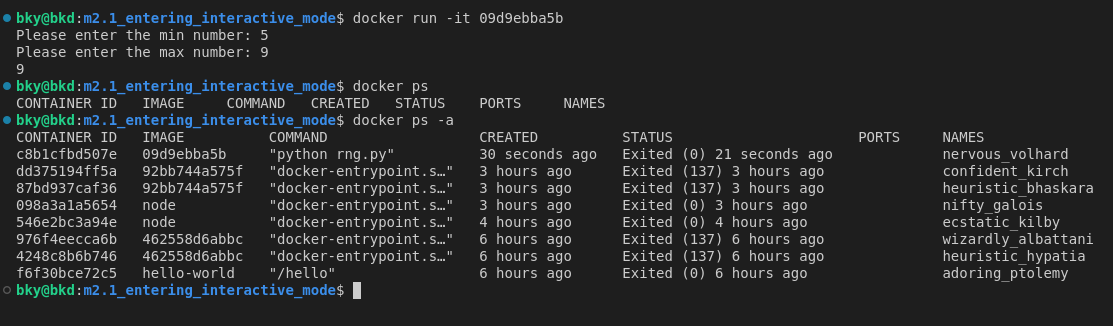 bky@bkd:m2.1_entering_interactive_mode$ docker run -it 09d9ebba5b
Please enter the min number: 5
Please enter the max number: 9
9
bky@bkd:m2.1_entering_interactive_mode$ docker ps
CONTAINER ID   IMAGE     COMMAND   CREATED   STATUS    PORTS     NAMES
bky@bkd:m2.1_entering_interactive_mode$ docker ps -a
CONTAINER ID   IMAGE          COMMAND                  CREATED          STATUS                      PORTS     NAMES
c8b1cfbd507e   09d9ebba5b     "python rng.py"          30 seconds ago   Exited (0) 21 seconds ago             nervous_volhard
dd375194ff5a   92bb744a575f   "docker-entrypoint.s…"   3 hours ago      Exited (137) 3 hours ago              confident_kirch
87bd937caf36   92bb744a575f   "docker-entrypoint.s…"   3 hours ago      Exited (137) 3 hours ago              heuristic_bhaskara
098a3a1a5654   node           "docker-entrypoint.s…"   3 hours ago      Exited (0) 3 hours ago                nifty_galois
546e2bc3a94e   node           "docker-entrypoint.s…"   4 hours ago      Exited (0) 4 hours ago                ecstatic_kilby
976f4eecca6b   462558d6abbc   "docker-entrypoint.s…"   6 hours ago      Exited (137) 6 hours ago              wizardly_albattani
4248c8b6b746   462558d6abbc   "docker-entrypoint.s…"   6 hours ago      Exited (137) 6 hours ago              heuristic_hypatia
f6f30bce72c5   hello-world    "/hello"                 6 hours ago      Exited (0) 6 hours ago                adoring_ptolemy
bky@bkd:m2.1_entering_interactive_mode$